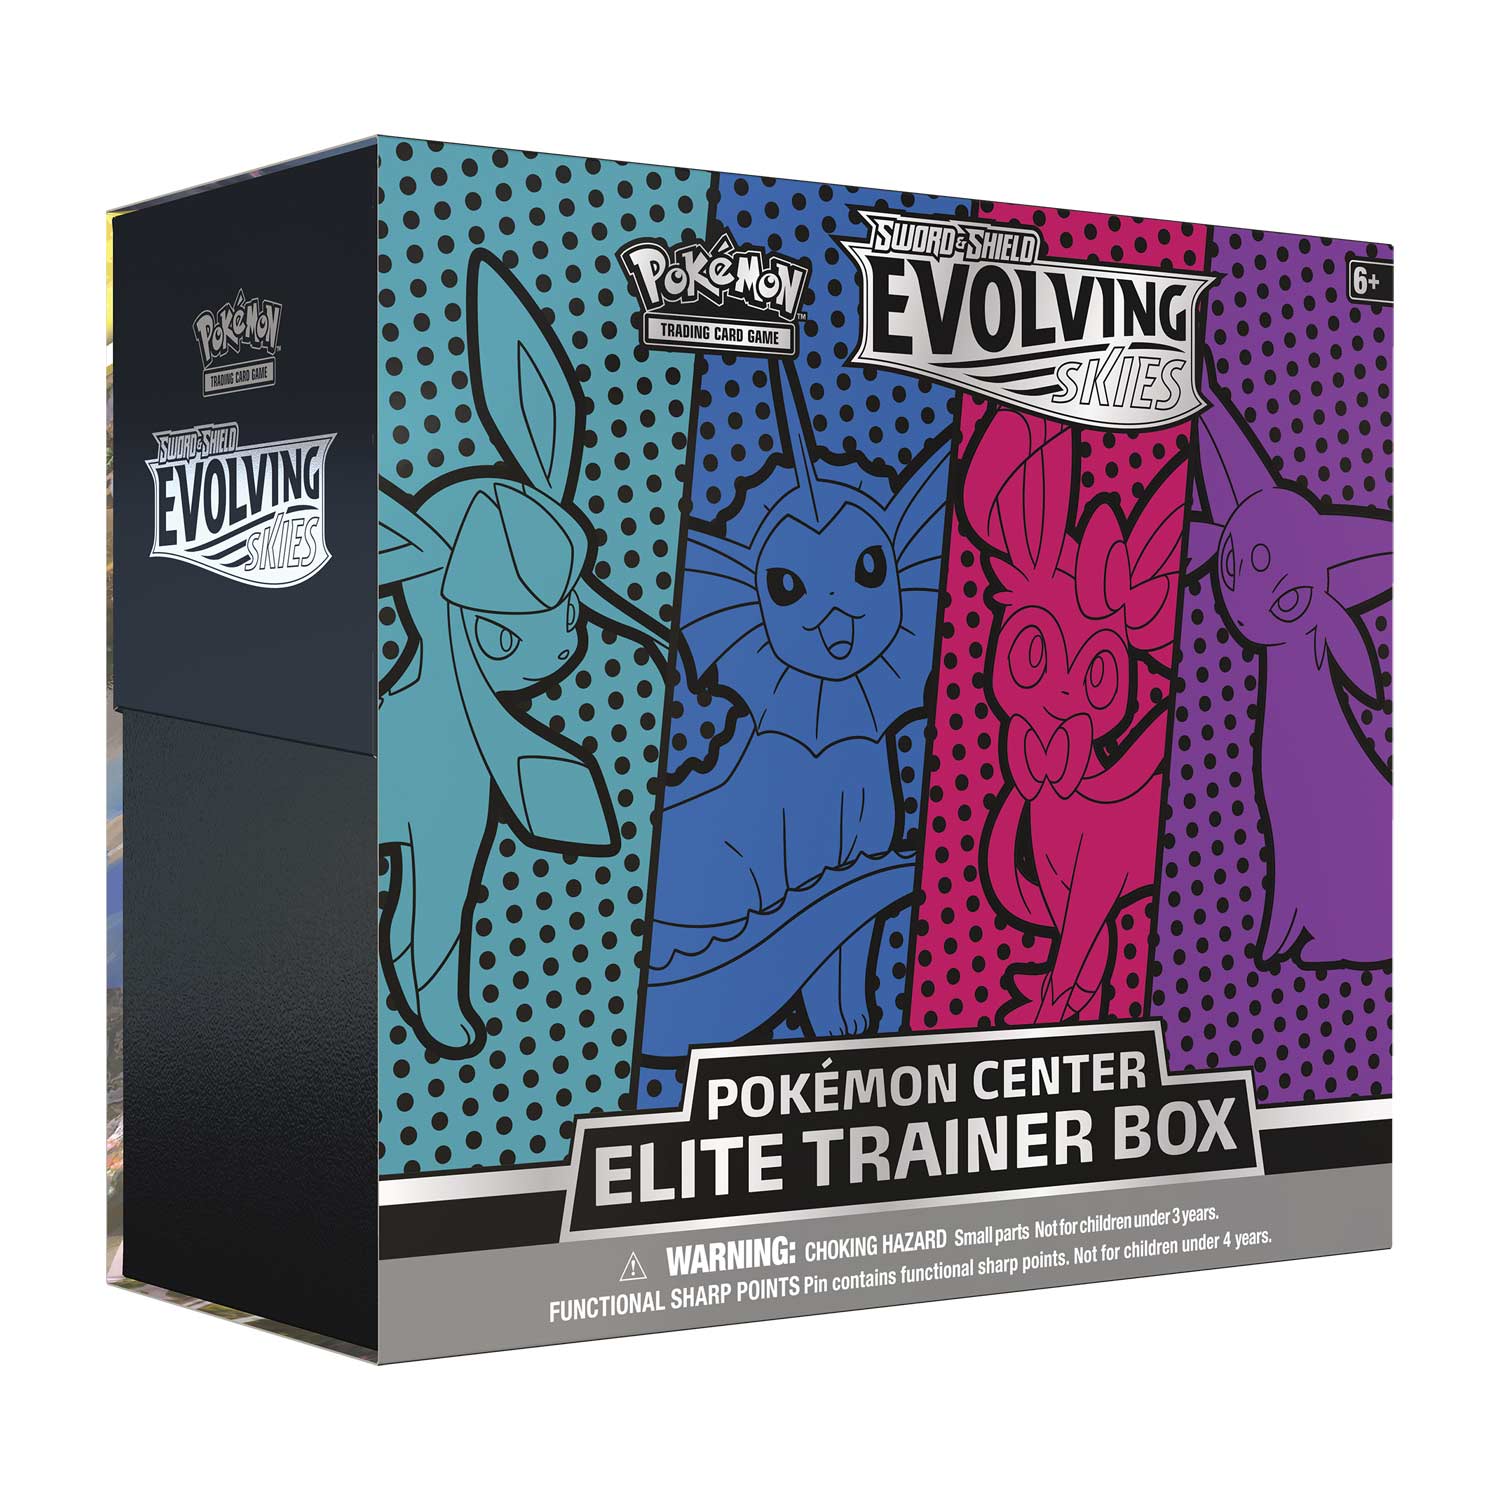 POKÉMON
TRADING CARD GAME
SWORD & SHIELD
EVOLVING
SKIES
POKÉMON™
TRADING CARD GAME
SWORD & SHIELD
EVOLVING
SKIES
6+
POKÉMON CENTER
ELITE TRAINER BOX
⚠ WARNING: CHOKING HAZARD Small parts Not for children under 3 years.
FUNCTIONAL SHARP POINTS Pin contains functional sharp points. Not for children under 4 years.